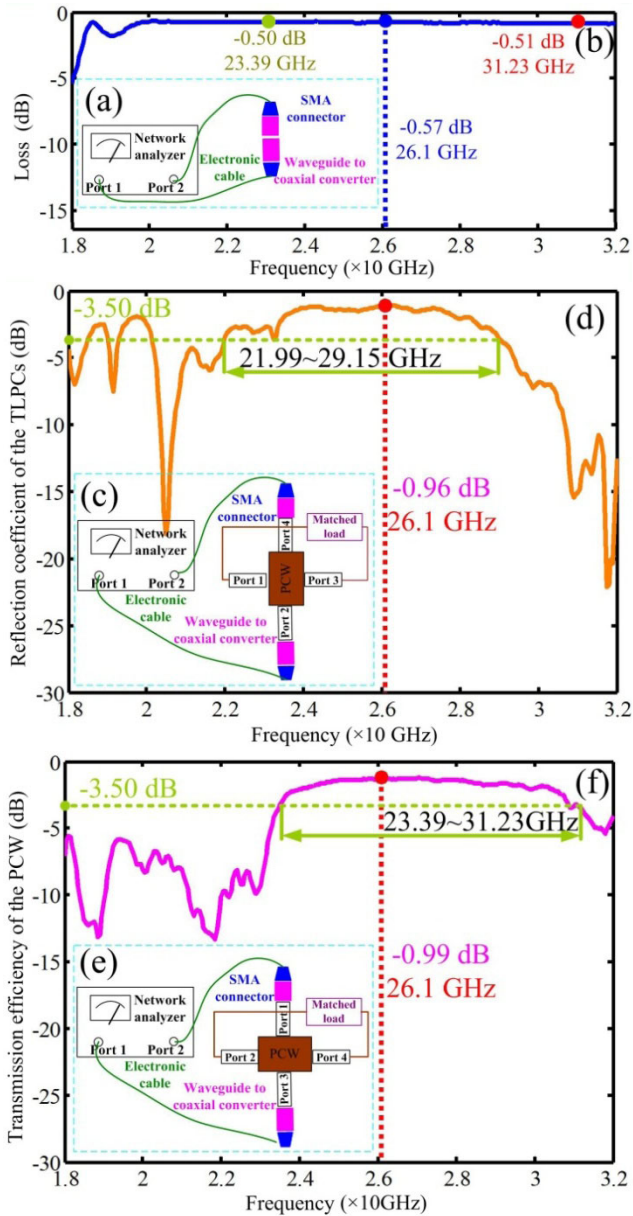 0
-5
-10
-15
Loss (dB)
-0.50 dB
23.39 GHz
-0.51 dB
31.23 GHz
(b)
(a)
SMA
connector
Network
analyzer
Port 1
Port 2
Electronic
cable
Waveguide to
coaxial converter
-0.57 dB
26.1 GHz
1.8 2 2.2 2.4 2.6 2.8 3 3.2
Frequency (×10 GHz)
0
-5
-10
-15
-20
-25
-30
Reflection coefficient of the TLPCs (dB)
-3.50 dB
(d)
21.99~29.15 GHz
(c)
SMA
connector
Network
analyzer
Port 1
Port 2
Matched
load
Port 4
Port 1
PCW
Port 3
Port 2
Electronic
cable
Waveguide to
coaxial converter
-0.96 dB
26.1 GHz
1.8 2 2.2 2.4 2.6 2.8 3 3.2
Frequency (×10 GHz)
0
-5
-10
-15
-20
-25
-30
Transmission efficiency of the PCW (dB)
-3.50 dB
(f)
23.39~31.23GHz
(e)
SMA
connector
Network
analyzer
Port 1
Port 2
Matched
load
Port 1
Port 2
PCW
Port 4
Port 3
Electronic
cable
Waveguide to
coaxial converter
-0.99 dB
26.1 GHz
1.8 2 2.2 2.4 2.6 2.8 3 3.2
Frequency (×10GHz)